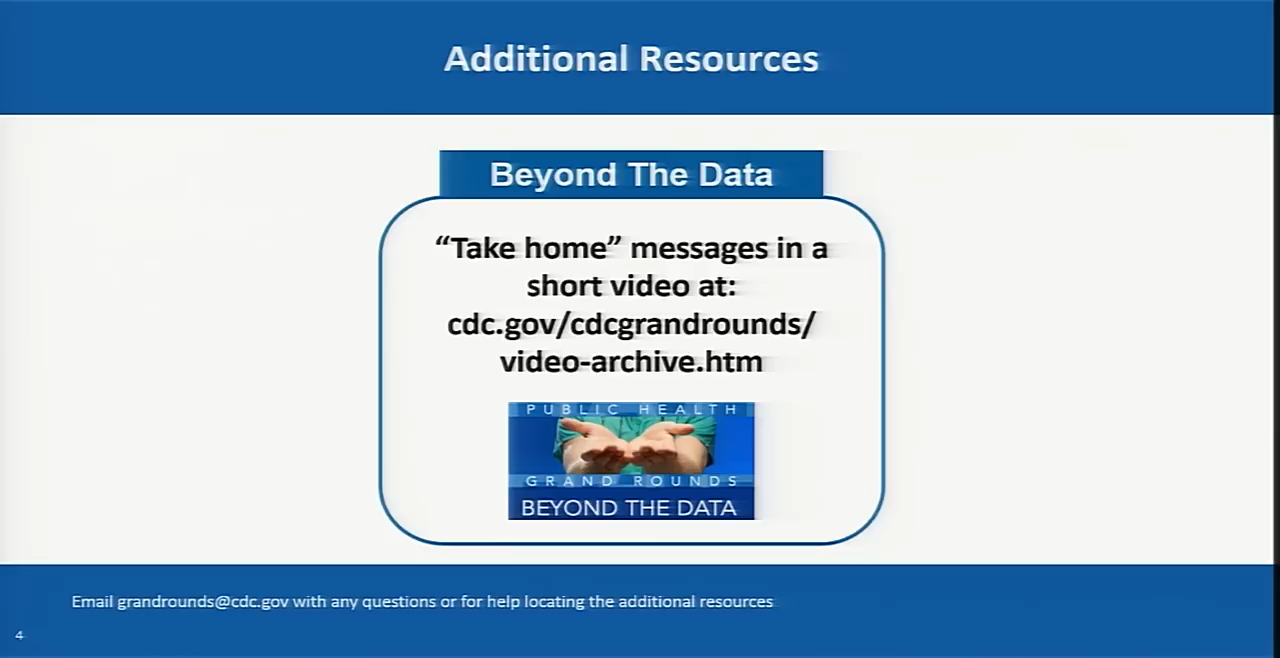 Additional Resources
Beyond The Data
“Take home” messages in a
short video at:
cdc.gov/cdcgrandrounds/
video-archive.htm
PUBLIC HEALTH
GRAND ROUNDS
BEYOND THE DATA
Email grandrounds@cdc.gov with any questions or for help locating the additional resources
4